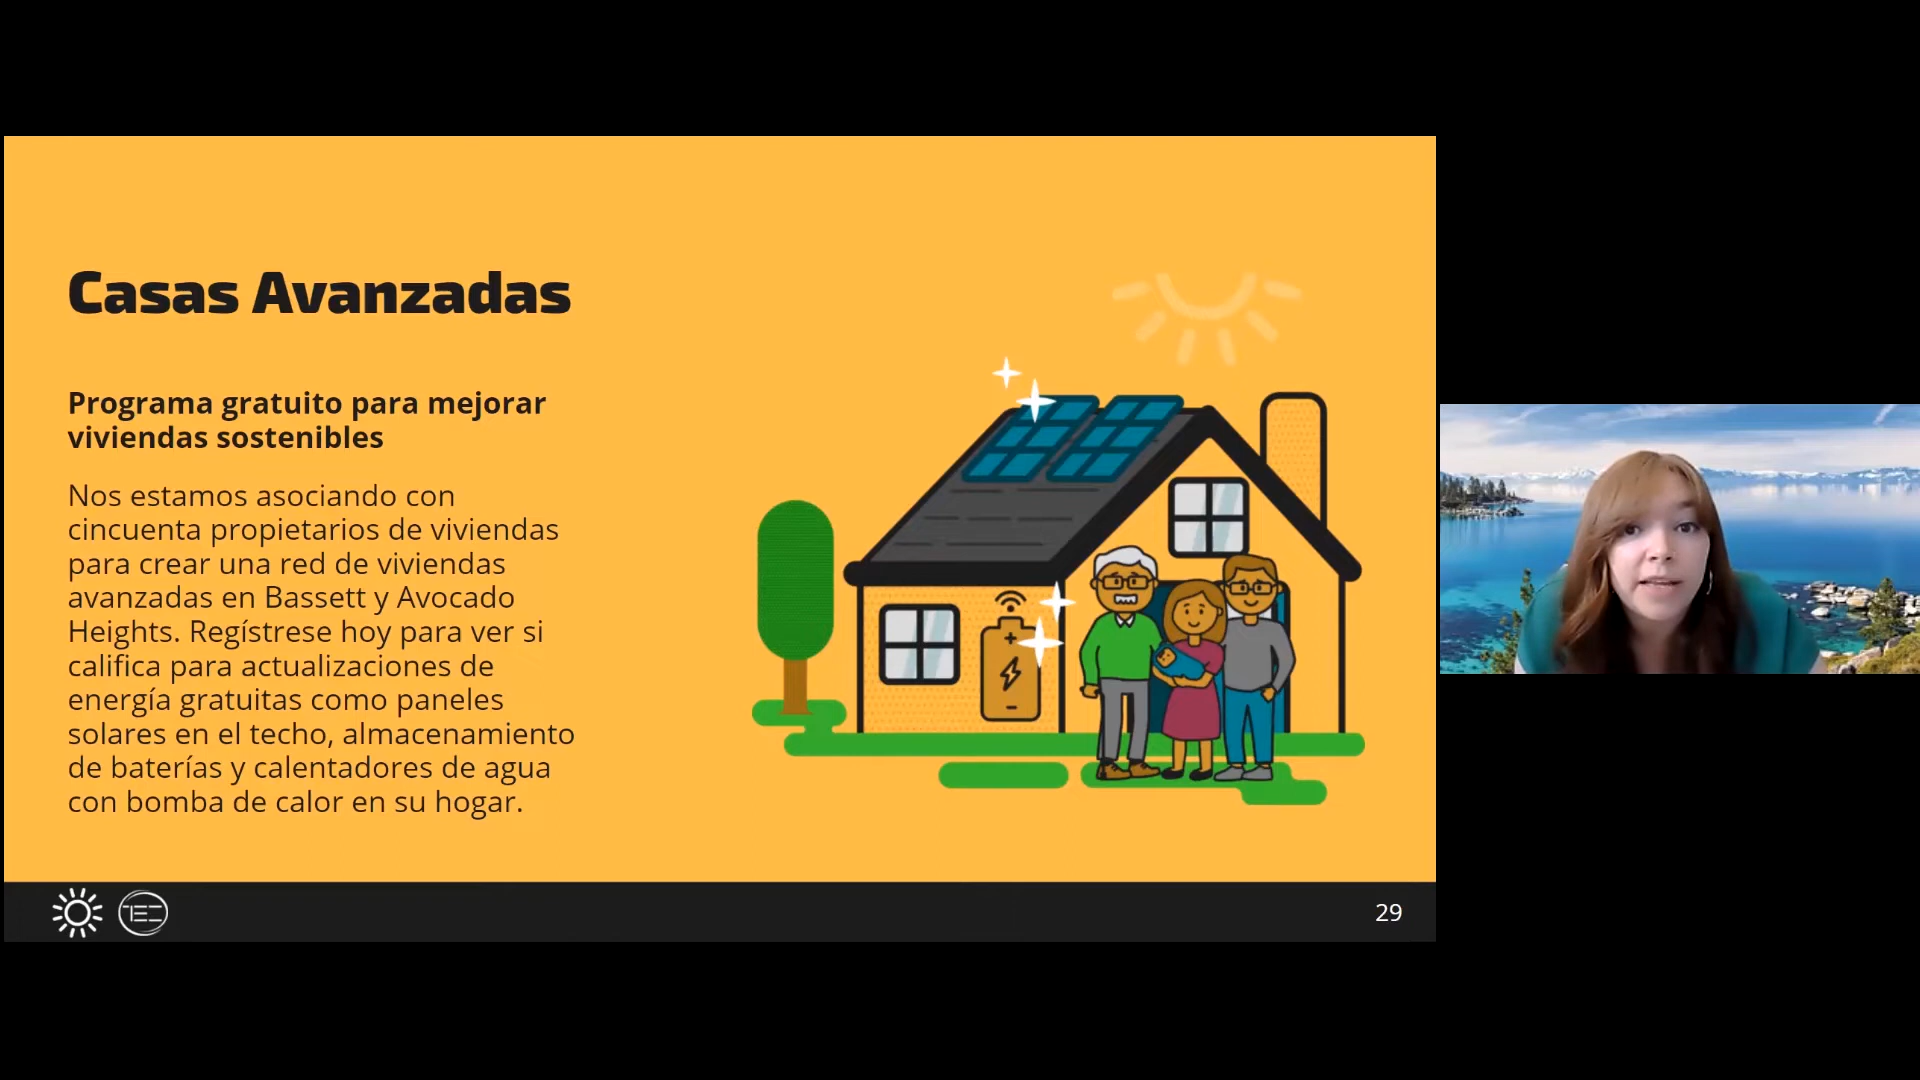 Casas Avanzadas
Programa gratuito para mejorar
viviendas sostenibles
Nos estamos asociando con
cincuenta propietarios de viviendas
para crear una red de viviendas
avanzadas en Bassett y Avocado
Heights. Regístrese hoy para ver si
califica para actualizaciones de
energía gratuitas como paneles
solares en el techo, almacenamiento
de baterías y calentadores de agua
con bomba de calor en su hogar.
29